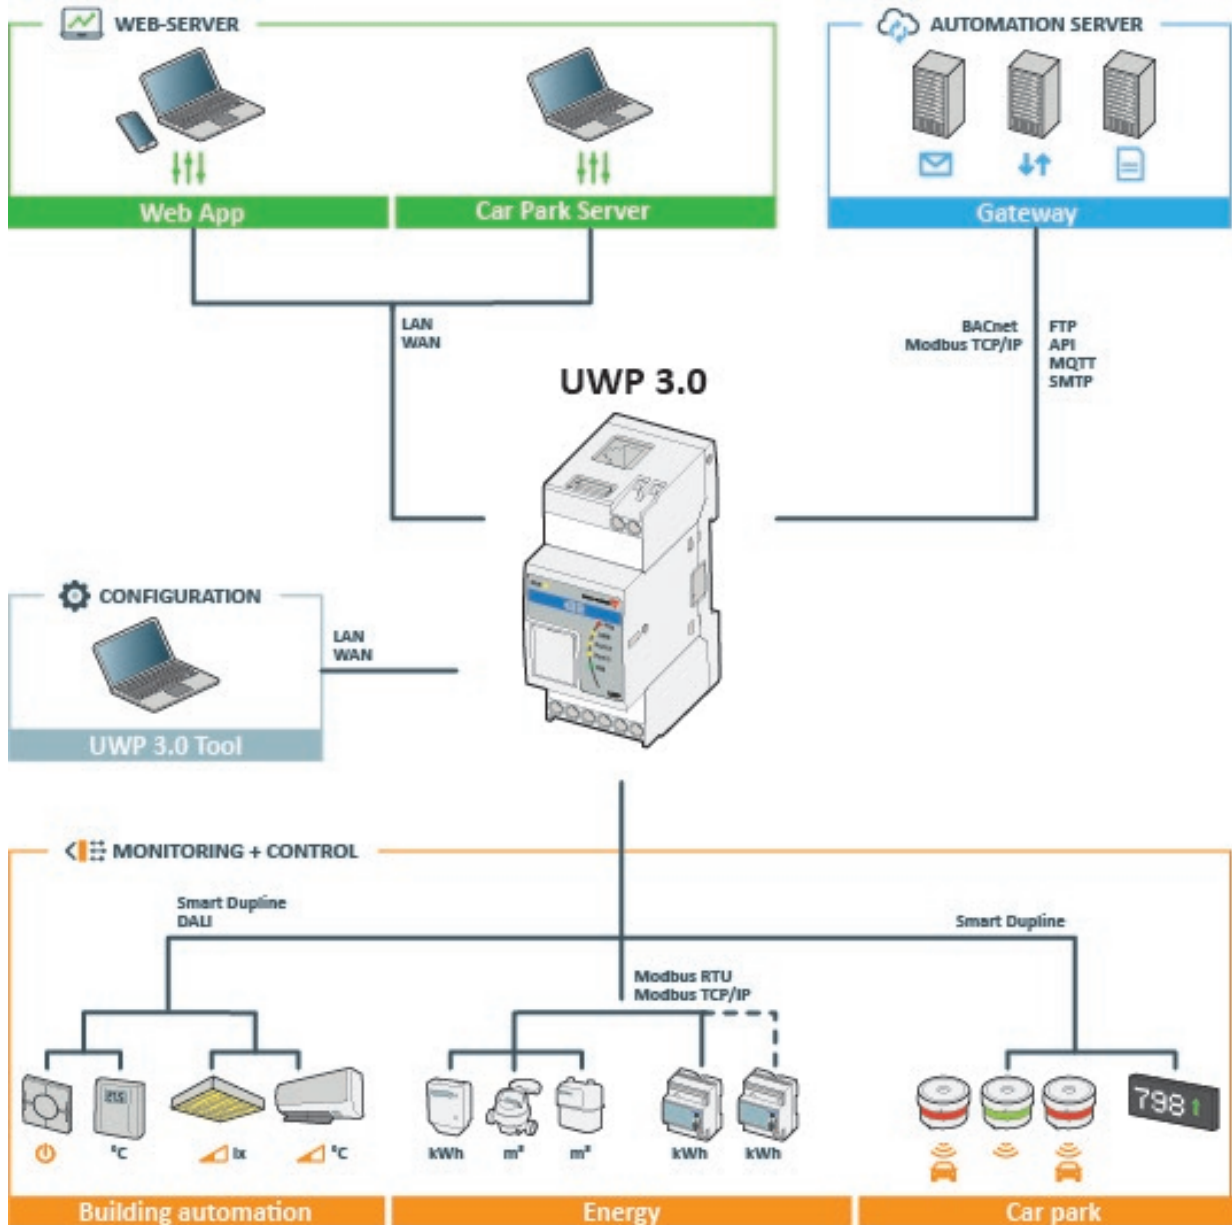 WEB-SERVER
Web App
Car Park Server
AUTOMATION SERVER
Gateway
LAN
WAN
BACnet
Modbus TCP/IP
FTP
API
MQTT
SMTP
UWP 3.0
CONFIGURATION
UWP 3.0 Tool
LAN
WAN
MONITORING + CONTROL
Smart Dupline
DALI
Smart Dupline
Modbus RTU
Modbus TCP/IP
798
°C
lx
°C
kWh
m³
m³
kWh
kWh
Building automation
Energy
Car park